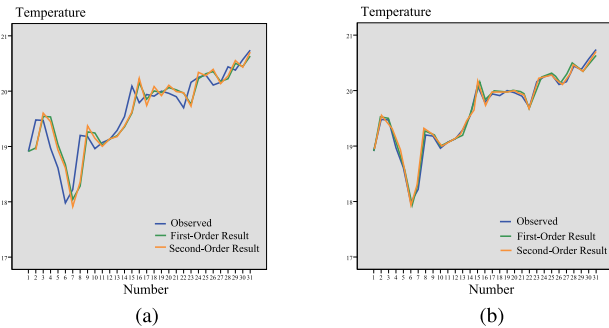 Temperature
21
20
19
18
17
Observed
First-Order Result
Second-Order Result
1 2 3 4 5 6 7 8 9 10 11 12 13 14 15 16 17 18 19 20 21 22 23 24 25 26 27 28 29 30 31
Number
(a)
Temperature
21
20
19
18
17
Observed
First-Order Result
Second-Order Result
1 2 3 4 5 6 7 8 9 10 11 12 13 14 15 16 17 18 19 20 21 22 23 24 25 26 27 28 29 30 31
Number
(b)